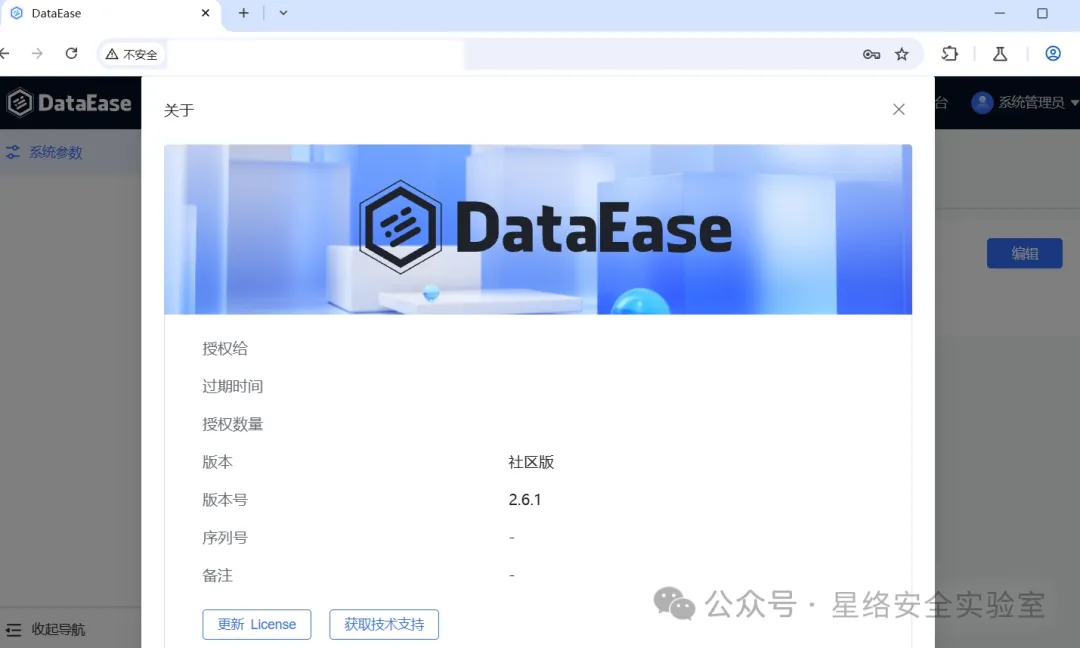 DataEase
不安全
DataEase
台
系统管理员
系统参数
关于
DataEase
编辑
授权给
过期时间
授权数量
版本
社区版
版本号
2.6.1
序列号
-
备注
-
更新 License
获取技术支持
收起导航
公众号 · 星络安全实验室